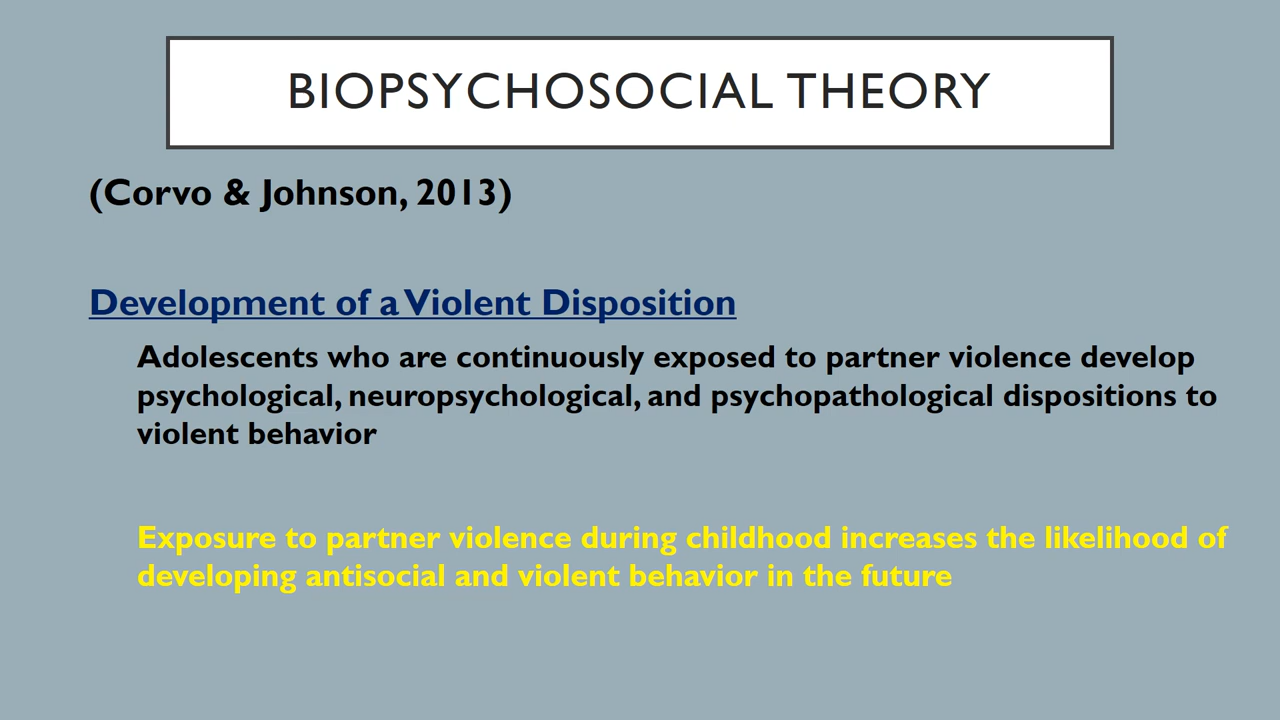 BIOPSYCHOSOCIAL THEORY
(Corvo & Johnson, 2013)
Development of a Violent Disposition
Adolescents who are continuously exposed to partner violence develop
psychological, neuropsychological, and psychopathological dispositions to
violent behavior
Exposure to partner violence during childhood increases the likelihood of
developing antisocial and violent behavior in the future